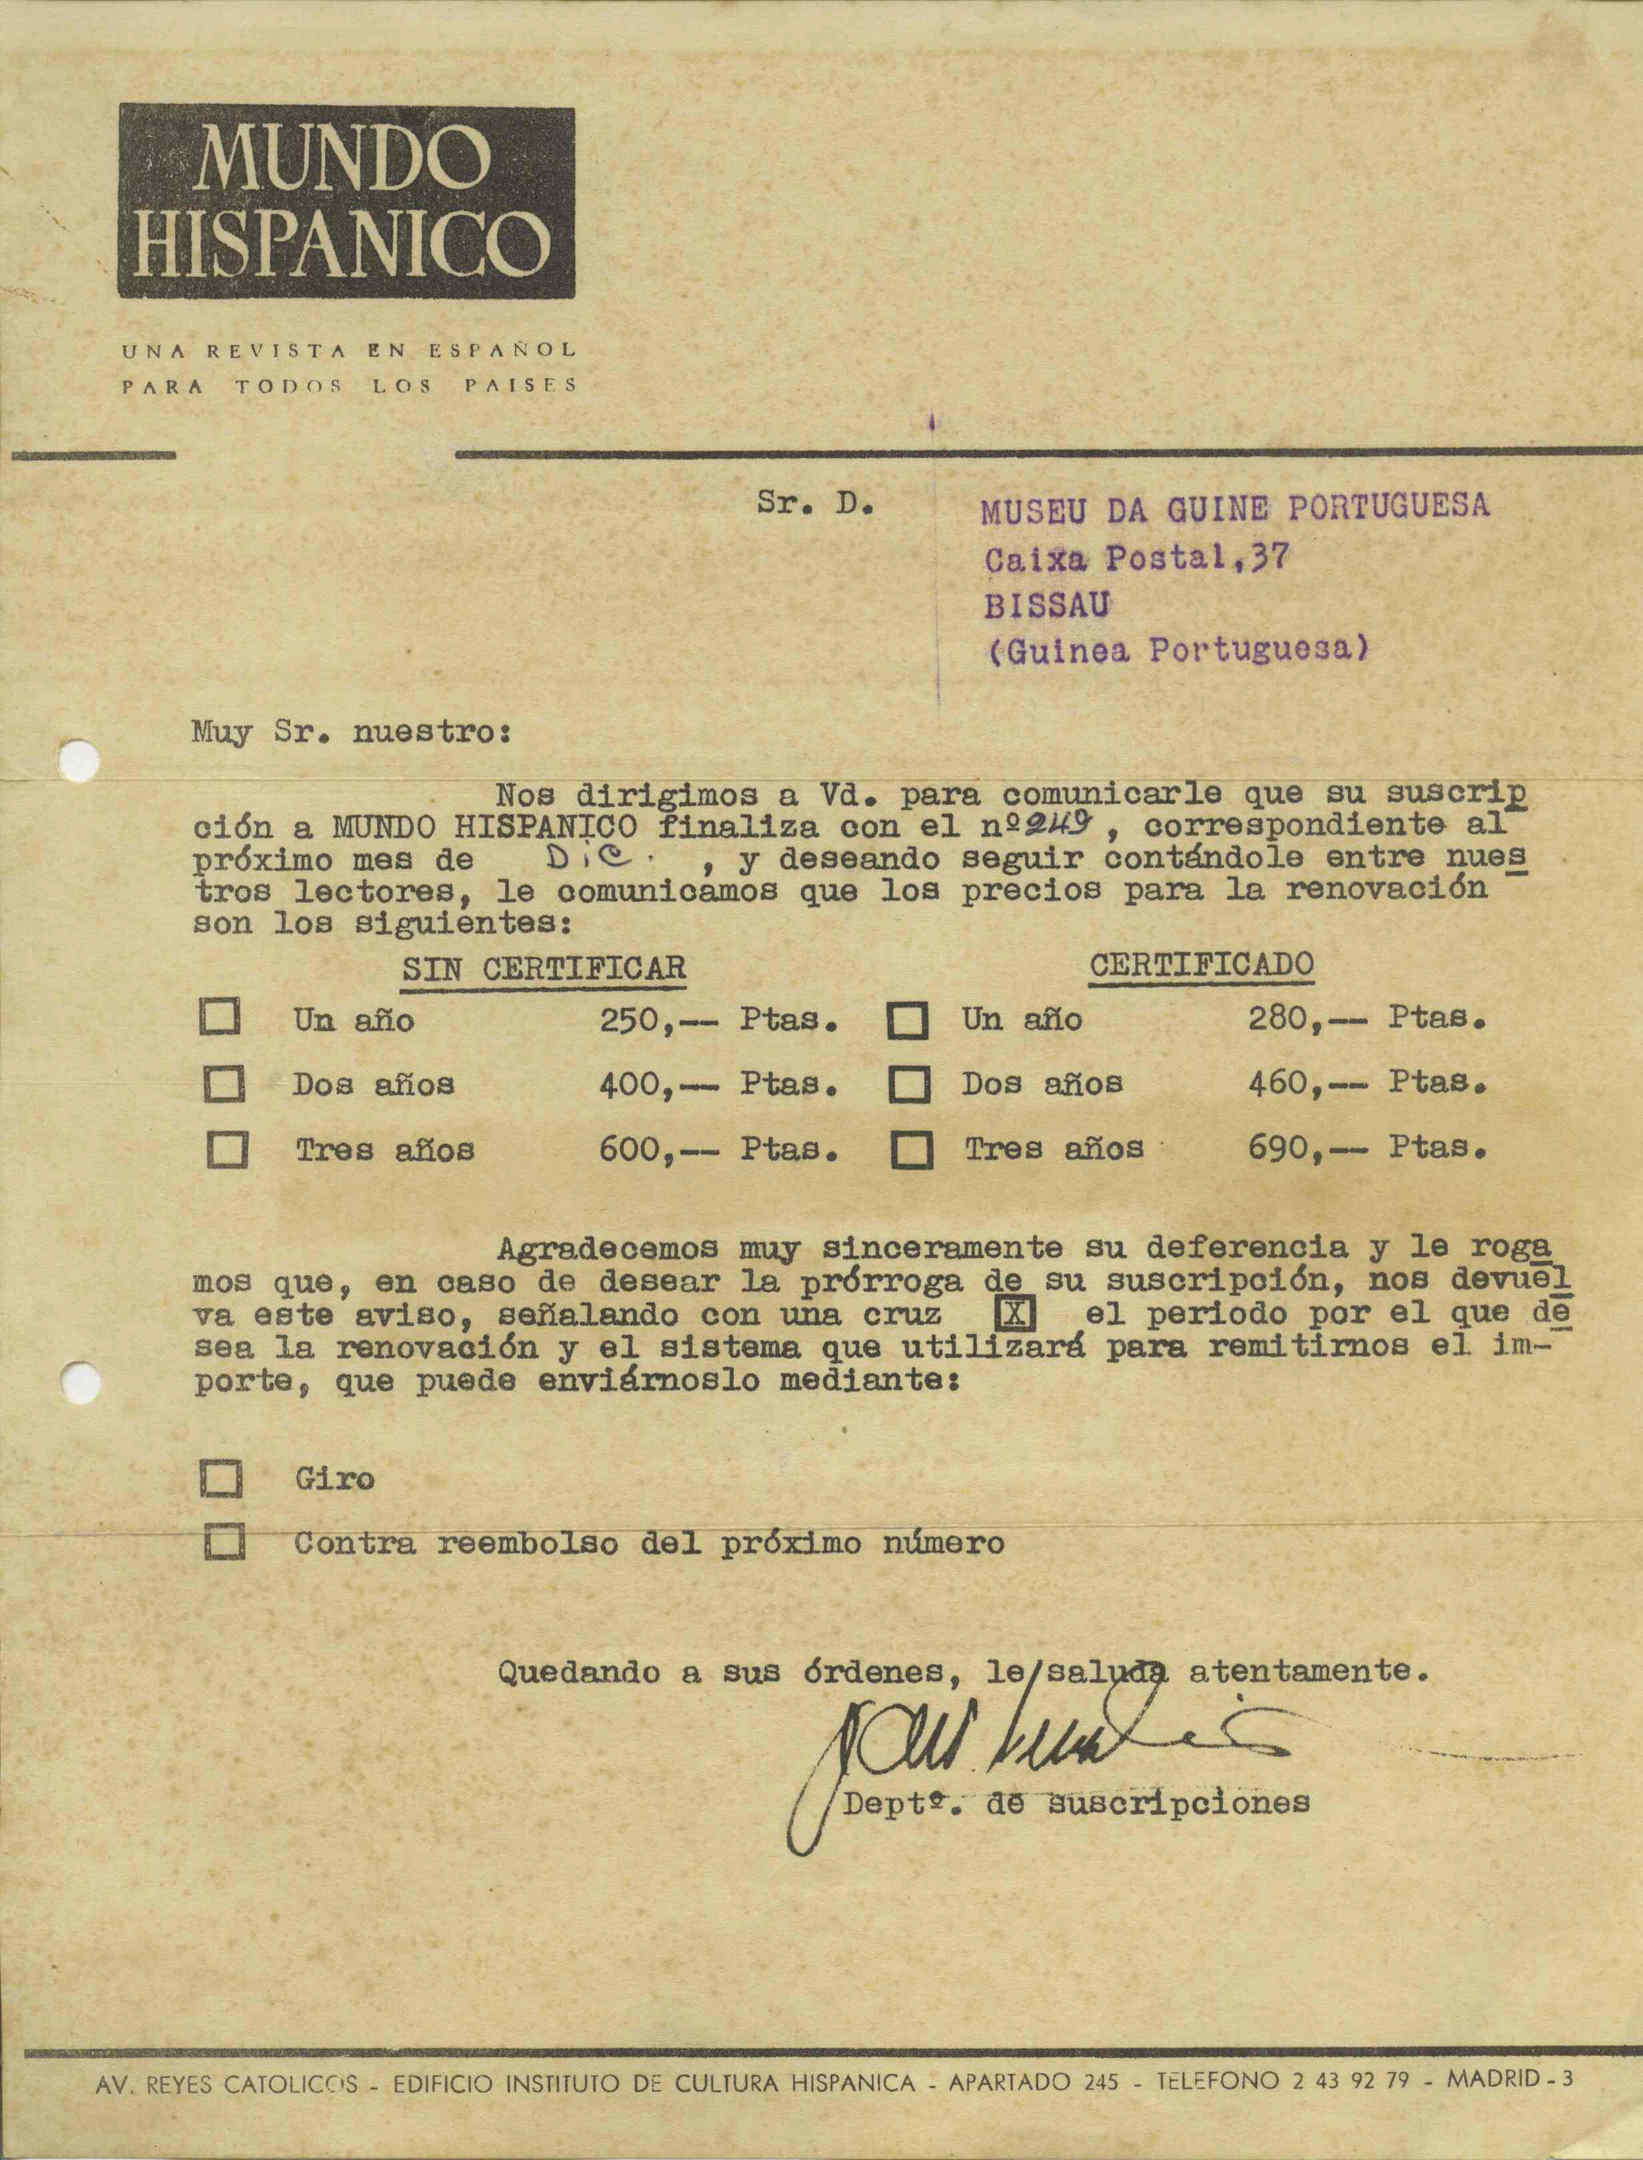 MUNDO
HISPANICO
UNA REVISTA EN ESPAÑOL
PARA TODOS LOS PAISES
Sr. D.
MUSEU DA GUINE PORTUGUESA
Caixa Postal,37
BISSAU
(Guinea Portuguesa)
Muy Sr. nuestro:
Nos dirigimos a Vd. para comunicarle que su suscrip
ción a MUNDO HISPANICO finaliza con el nº 249, correspondiente al
próximo mes de Dic. , y deseando seguir contándole entre nues
tros lectores, le comunicamos que los precios para la renovación
son los siguientes:
SIN CERTIFICAR CERTIFICADO
Un año 250,-- Ptas. Un año 280,-- Ptas.
Dos años 400,-- Ptas. Dos años 460,-- Ptas.
Tres años 600,-- Ptas. Tres años 690,-- Ptas.
Agradecemos muy sinceramente su deferencia y le roga
mos que, en caso de desear la prórroga de su suscripción, nos devuel
va este aviso, señalando con una cruz X el periodo por el que de
sea la renovación y el sistema que utilizará para remitirnos el im-
porte, que puede enviárnoslo mediante:
Giro
Contra reembolso del próximo número
Quedando a sus órdenes, le saluda atentamente.
Deptº. de suscripciones
AV. REYES CATOLICOS - EDIFICIO INSTITUTO DE CULTURA HISPANICA - APARTADO 245 - TELEFONO 2 43 92 79 - MADRID - 3